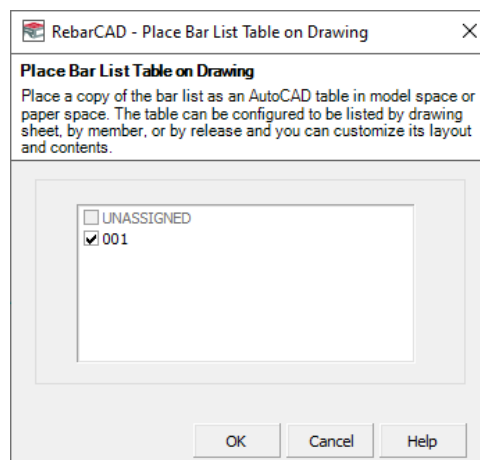 RebarCAD - Place Bar List Table on Drawing
Place Bar List Table on Drawing
Place a copy of the bar list as an AutoCAD table in model space or
paper space. The table can be configured to be listed by drawing
sheet, by member, or by release and you can customize its layout
and contents.
UNASSIGNED
001
OK Cancel Help